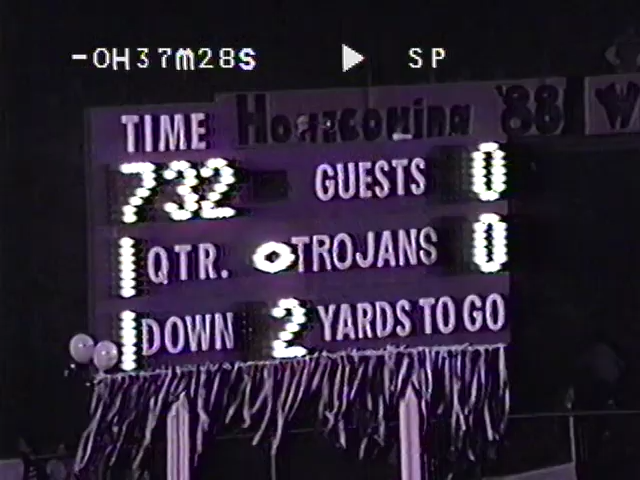 -0H37m28s ▶ SP
Homecoming '88 W
TIME
732 GUESTS 0
1 QTR. TROJANS 0
1 DOWN 2 YARDS TO GO